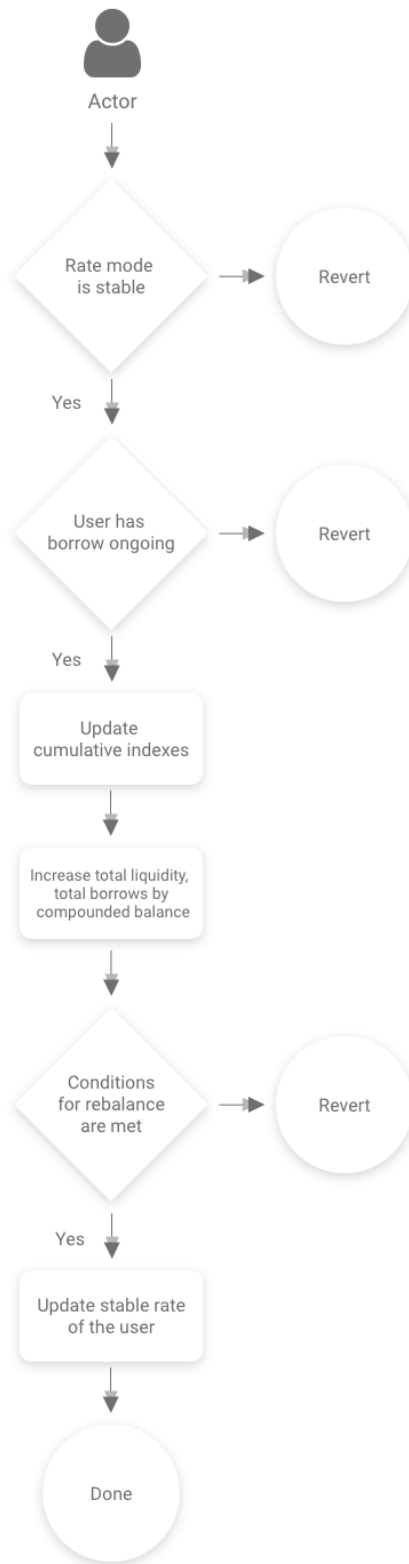 Actor
Rate mode
is stable
Revert
Yes
User has
borrow ongoing
Revert
Yes
Update
cumulative indexes
Increase total liquidity,
total borrows by
compounded balance
Conditions
for rebalance
are met
Revert
Yes
Update stable rate
of the user
Done